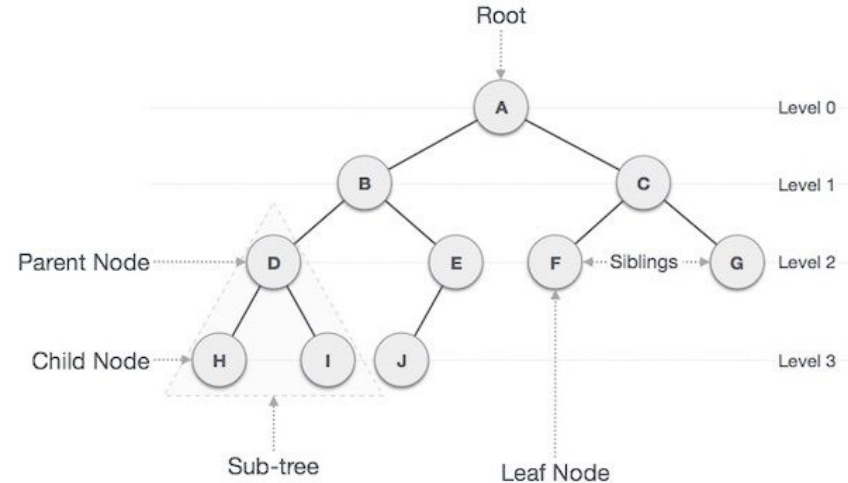 Root
A
Level 0
B
C
Level 1
Parent Node
D
E
F
Siblings
G
Level 2
Child Node
H
I
J
Level 3
Sub-tree
Leaf Node